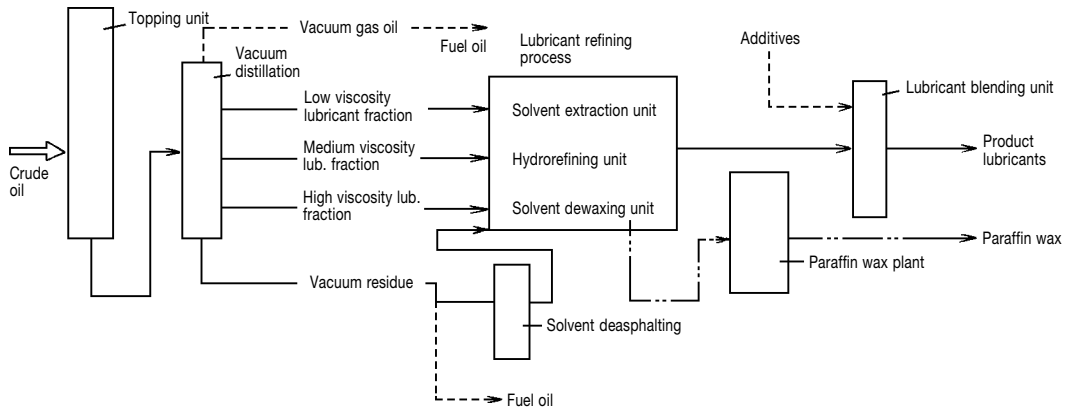 Topping unit
Vacuum gas oil
Fuel oil
Lubricant refining
process
Additives
Vacuum
distillation
Lubricant blending unit
Low viscosity
lubricant fraction
Solvent extraction unit
Product
lubricants
Medium viscosity
lub. fraction
Hydrorefining unit
Crude
oil
High viscosity lub.
fraction
Solvent dewaxing unit
Paraffin wax
Paraffin wax plant
Vacuum residue
Solvent deasphalting
Fuel oil